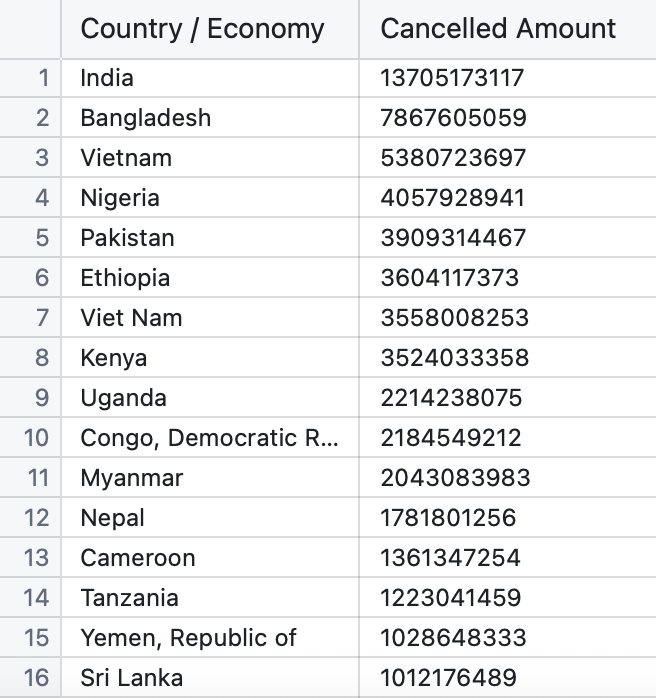 Country / Economy Cancelled Amount
1 India 13705173117
2 Bangladesh 7867605059
3 Vietnam 5380723697
4 Nigeria 4057928941
5 Pakistan 3909314467
6 Ethiopia 3604117373
7 Viet Nam 3558008253
8 Kenya 3524033358
9 Uganda 2214238075
10 Congo, Democratic R... 2184549212
11 Myanmar 2043083983
12 Nepal 1781801256
13 Cameroon 1361347254
14 Tanzania 1223041459
15 Yemen, Republic of 1028648333
16 Sri Lanka 1012176489